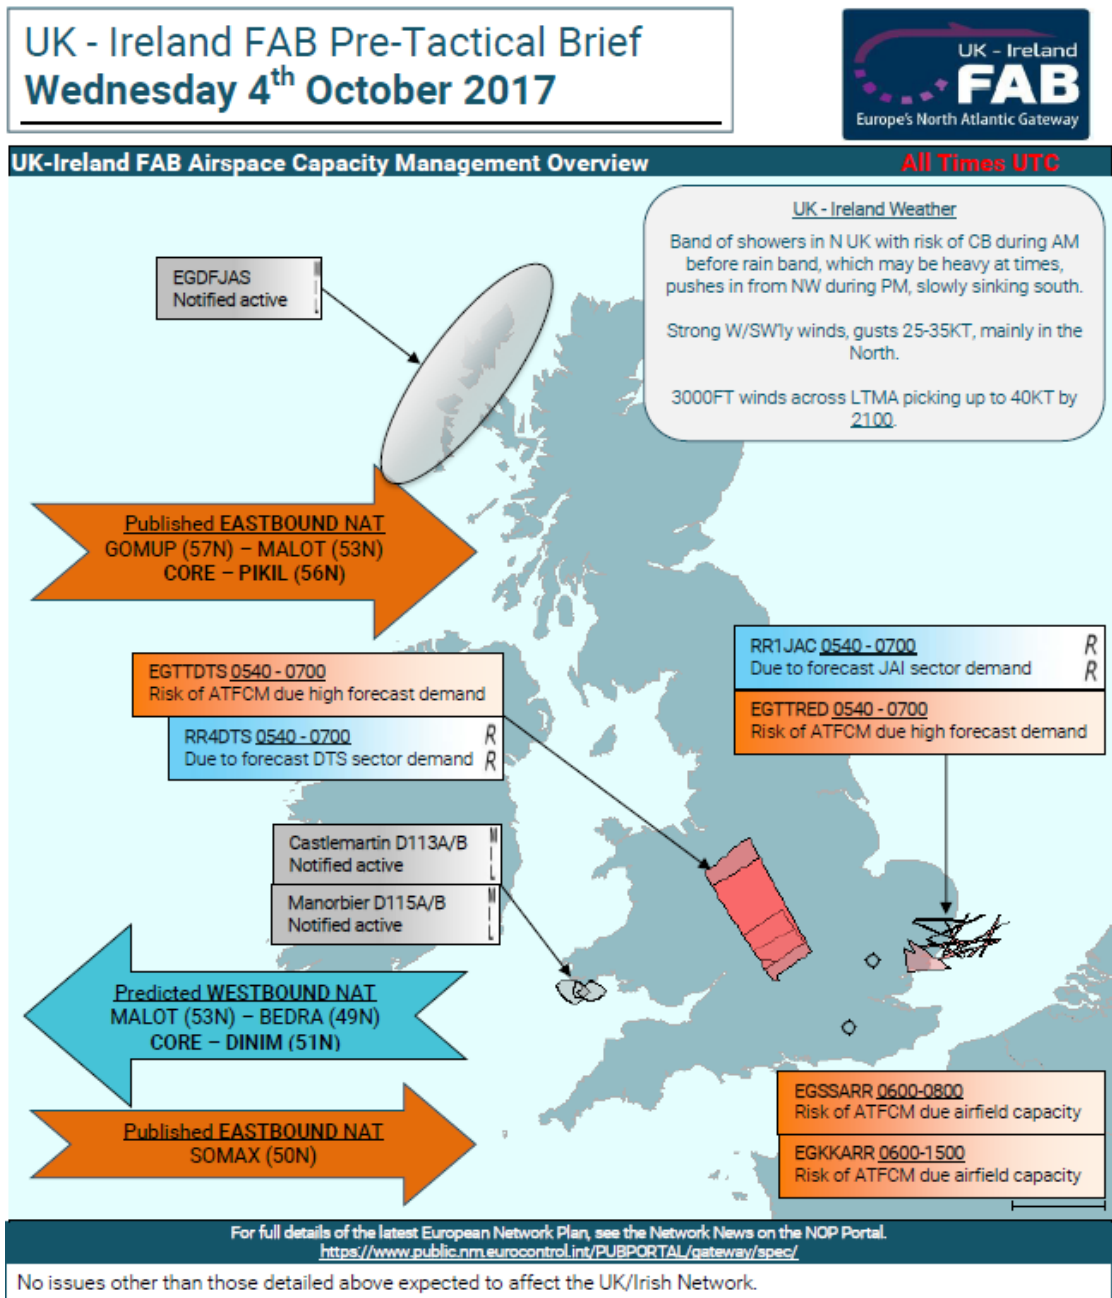 UK - Ireland FAB Pre-Tactical Brief
Wednesday 4th October 2017
UK - Ireland
FAB
Europe's North Atlantic Gateway
UK-Ireland FAB Airspace Capacity Management Overview
All Times UTC
UK - Ireland Weather
Band of showers in N UK with risk of CB during AM
before rain band, which may be heavy at times,
pushes in from NW during PM, slowly sinking south.
Strong W/SW'ly winds, gusts 25-35KT, mainly in the
North.
3000FT winds across LTMA picking up to 40KT by
2100.
EGDFJAS
Notified active
M
I
L
Published EASTBOUND NAT
GOMUP (57N) – MALOT (53N)
CORE – PIKIL (56N)
EGTTDTS 0540 - 0700
Risk of ATFCM due high forecast demand
RR4DTS 0540 - 0700
Due to forecast DTS sector demand
R
R
RR1JAC 0540 - 0700
Due to forecast JAI sector demand
R
R
EGTTRED 0540 - 0700
Risk of ATFCM due high forecast demand
Castlemartin D113A/B
Notified active
M
I
L
Manorbier D115A/B
Notified active
M
I
L
Predicted WESTBOUND NAT
MALOT (53N) – BEDRA (49N)
CORE – DINIM (51N)
Published EASTBOUND NAT
SOMAX (50N)
EGSSARR 0600-0800
Risk of ATFCM due airfield capacity
EGKKARR 0600-1500
Risk of ATFCM due airfield capacity
For full details of the latest European Network Plan, see the Network News on the NOP Portal.
https://www.public.nm.eurocontrol.int/PUBPORTAL/gateway/spec/
No issues other than those detailed above expected to affect the UK/Irish Network.